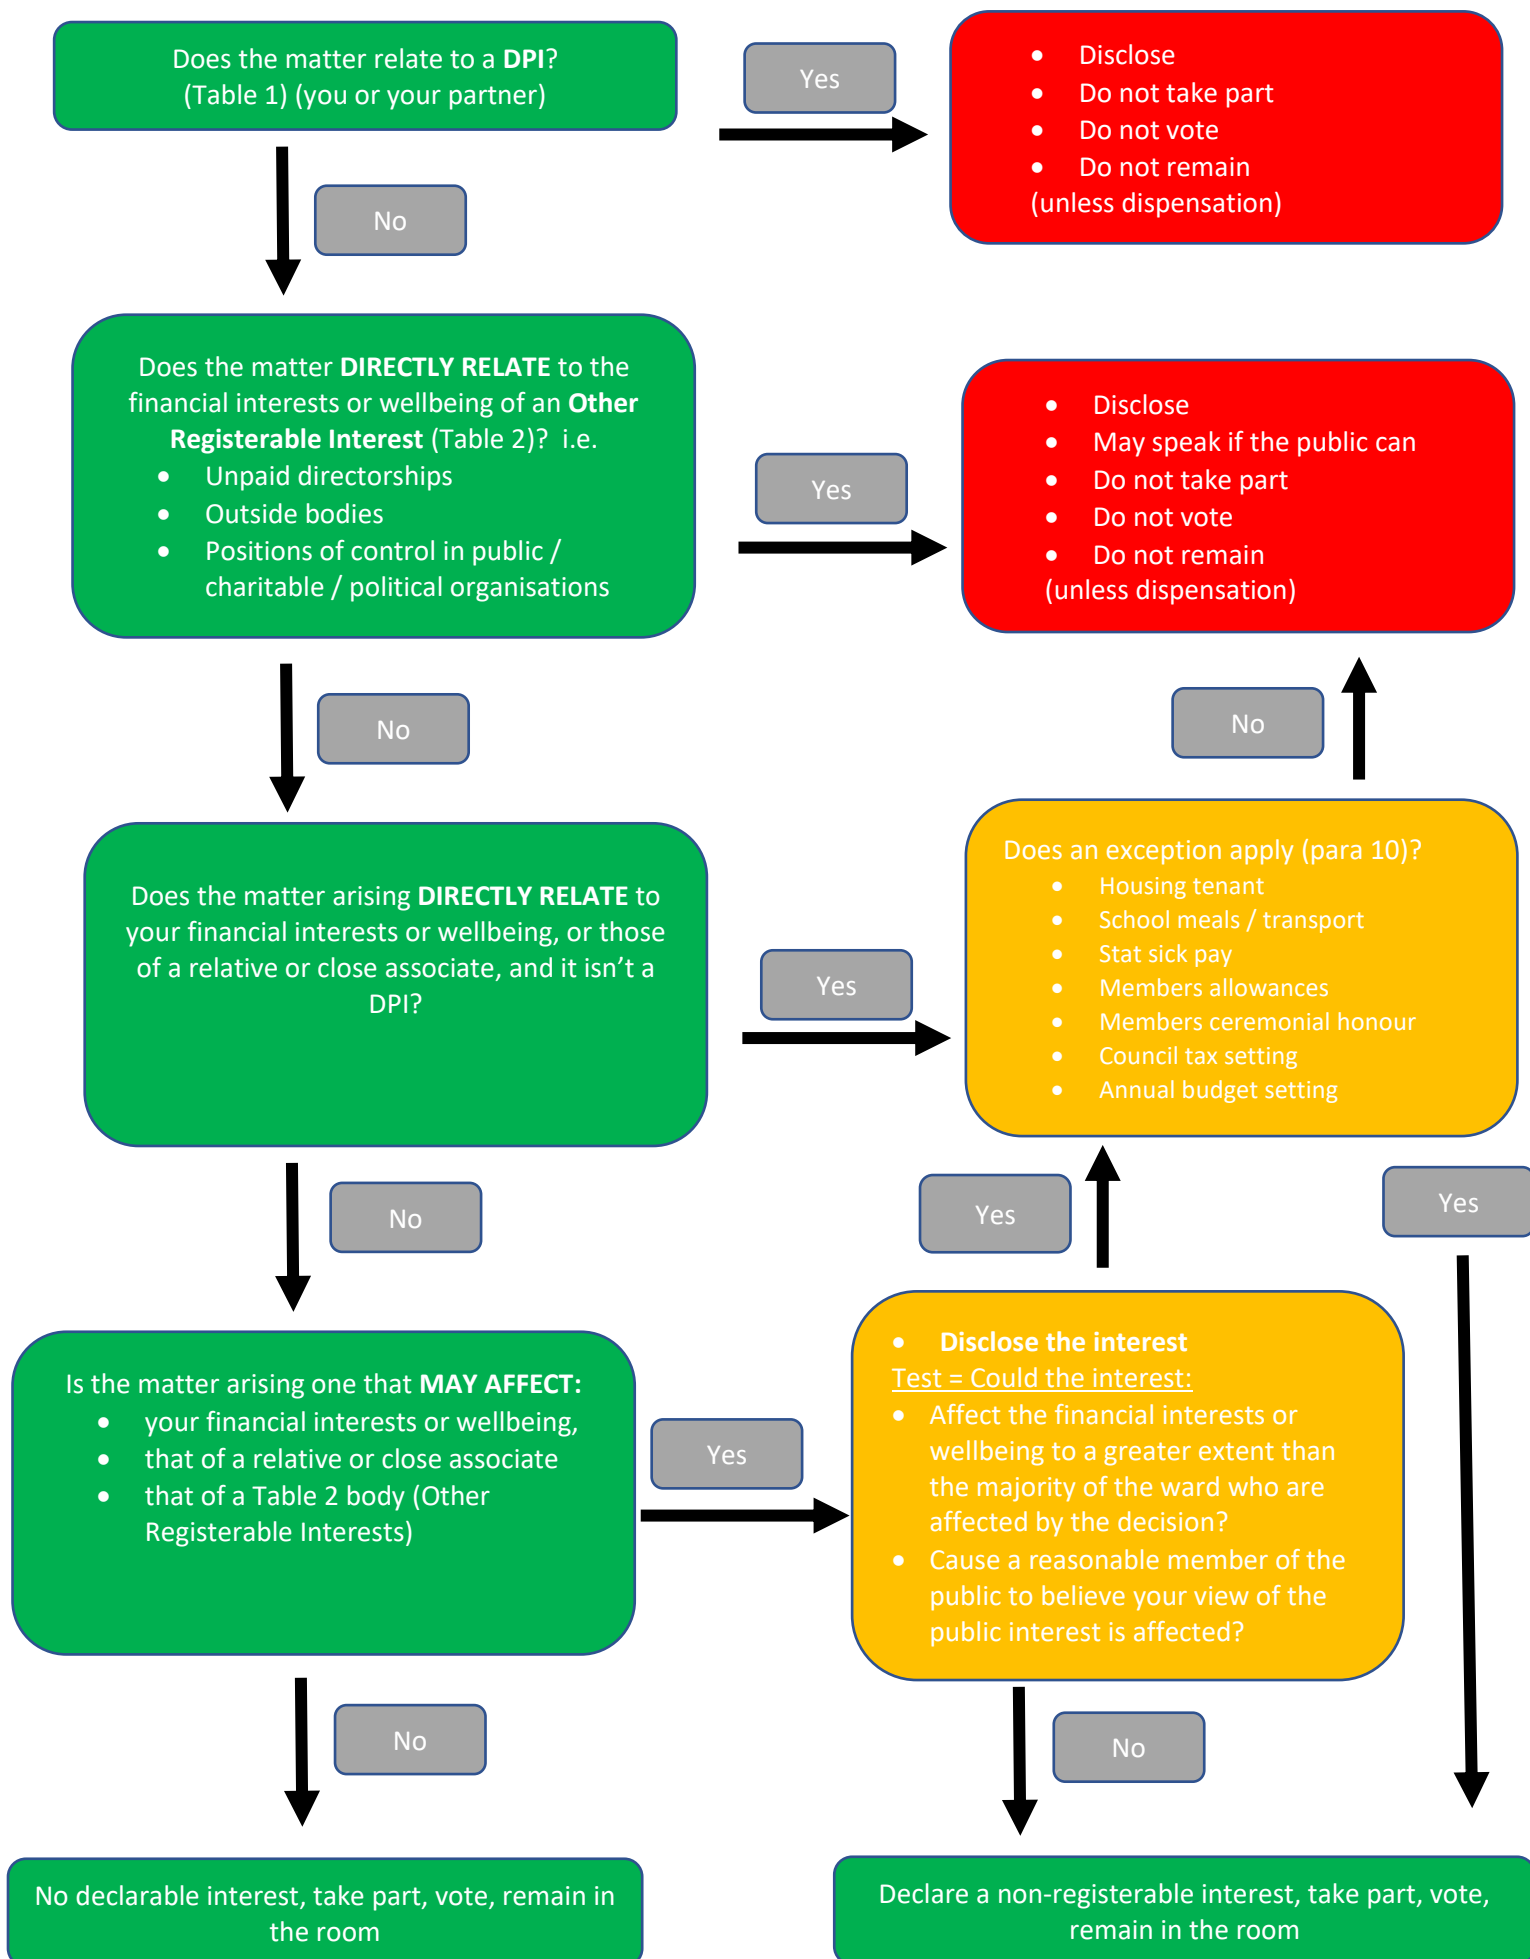 Does the matter relate to a DPI?
(Table 1) (you or your partner)
Yes
• Disclose
• Do not take part
• Do not vote
• Do not remain
(unless dispensation)
No
Does the matter DIRECTLY RELATE to the
financial interests or wellbeing of an Other
Registerable Interest (Table 2)? i.e.
• Unpaid directorships
• Outside bodies
• Positions of control in public /
charitable / political organisations
Yes
• Disclose
• May speak if the public can
• Do not take part
• Do not vote
• Do not remain
(unless dispensation)
No
No
Does the matter arising DIRECTLY RELATE to
your financial interests or wellbeing, or those
of a relative or close associate, and it isn’t a
DPI?
Yes
Does an exception apply (para 10)?
• Housing tenant
• School meals / transport
• Stat sick pay
• Members allowances
• Members ceremonial honour
• Council tax setting
• Annual budget setting
No
Yes
Yes
Is the matter arising one that MAY AFFECT:
• your financial interests or wellbeing,
• that of a relative or close associate
• that of a Table 2 body (Other
Registerable Interests)
Yes
• Disclose the interest
Test = Could the interest:
• Affect the financial interests or
wellbeing to a greater extent than
the majority of the ward who are
affected by the decision?
• Cause a reasonable member of the
public to believe your view of the
public interest is affected?
No
No
No declarable interest, take part, vote, remain in
the room
Declare a non-registerable interest, take part, vote,
remain in the room